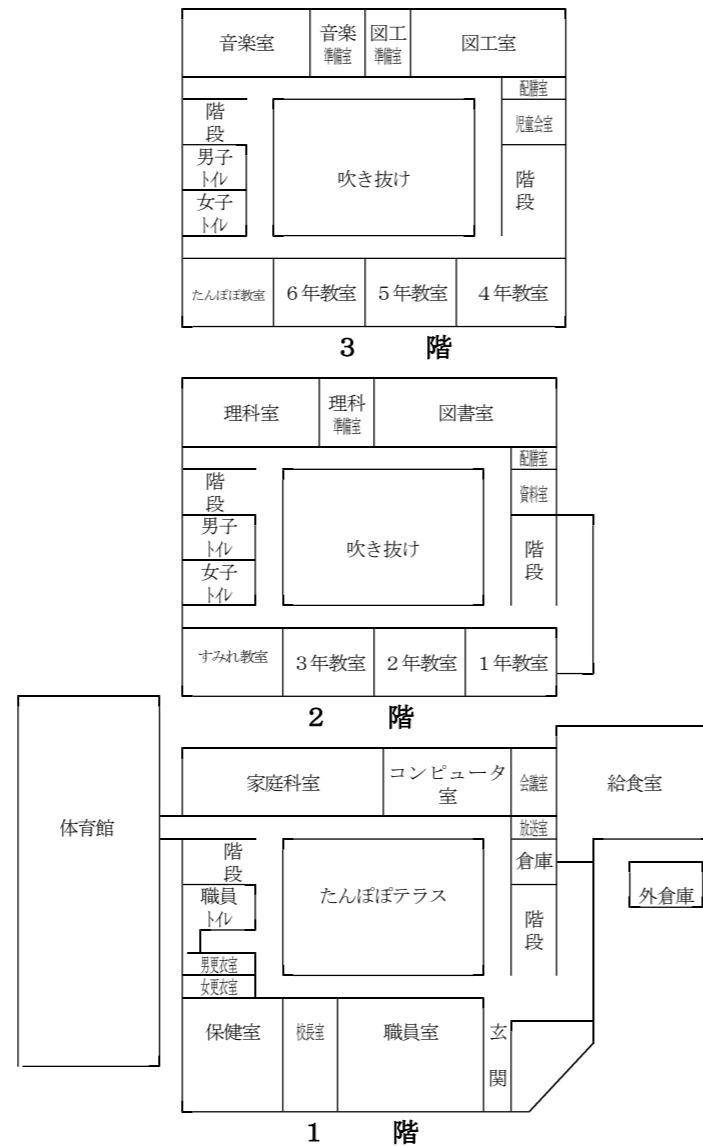 音楽室
音楽
準備室
図工
準備室
図工室
配膳室
児童会室
階
段
男子
トイレ
女子
トイレ
吹き抜け
階
段
たんぽぽ教室
6年教室
5年教室
4年教室
3 階
理科室
理科
準備室
図書室
配膳室
資料室
階
段
男子
トイレ
女子
トイレ
吹き抜け
階
段
すみれ教室
3年教室
2年教室
1年教室
2 階
体育館
家庭科室
コンピュータ
室
会議室
給食室
放送室
倉庫
外倉庫
階
段
職員
トイレ
たんぽぽテラス
階
段
男更衣室
女更衣室
保健室
校長室
職員室
玄
関
1 階